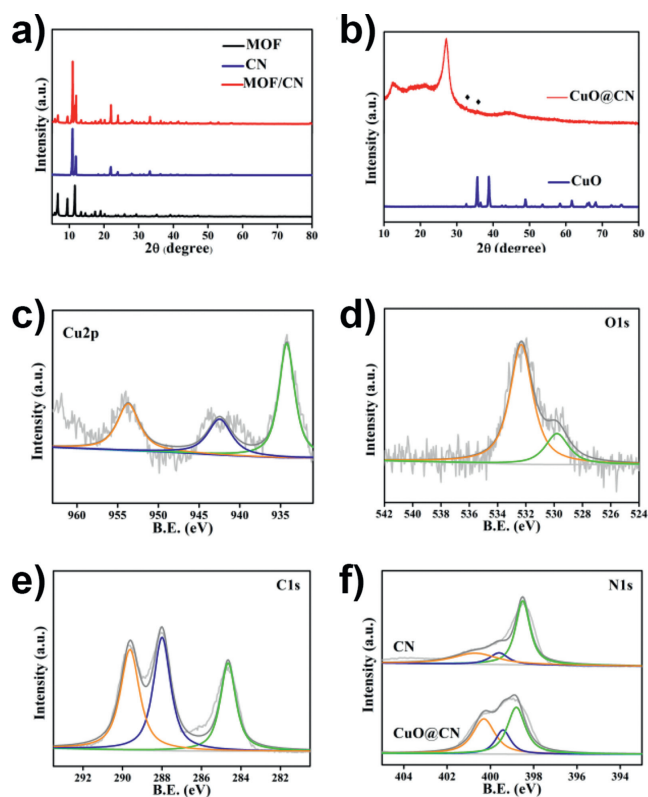 a)
MOF
CN
MOF/CN
Intensity (a.u.)
10 20 30 40 50 60 70 80
2θ (degree)
b)
CuO@CN
CuO
Intensity (a.u.)
10 20 30 40 50 60 70 80
2θ (degree)
c)
Cu2p
Intensity (a.u.)
960 955 950 945 940 935
B.E. (eV)
d)
O1s
Intensity (a.u.)
542 540 538 536 534 532 530 528 526 524
B.E. (eV)
e)
C1s
Intensity (a.u.)
292 290 288 286 284 282
B.E. (eV)
f)
N1s
CN
CuO@CN
Intensity (a.u.)
404 402 400 398 396 394
B.E. (eV)